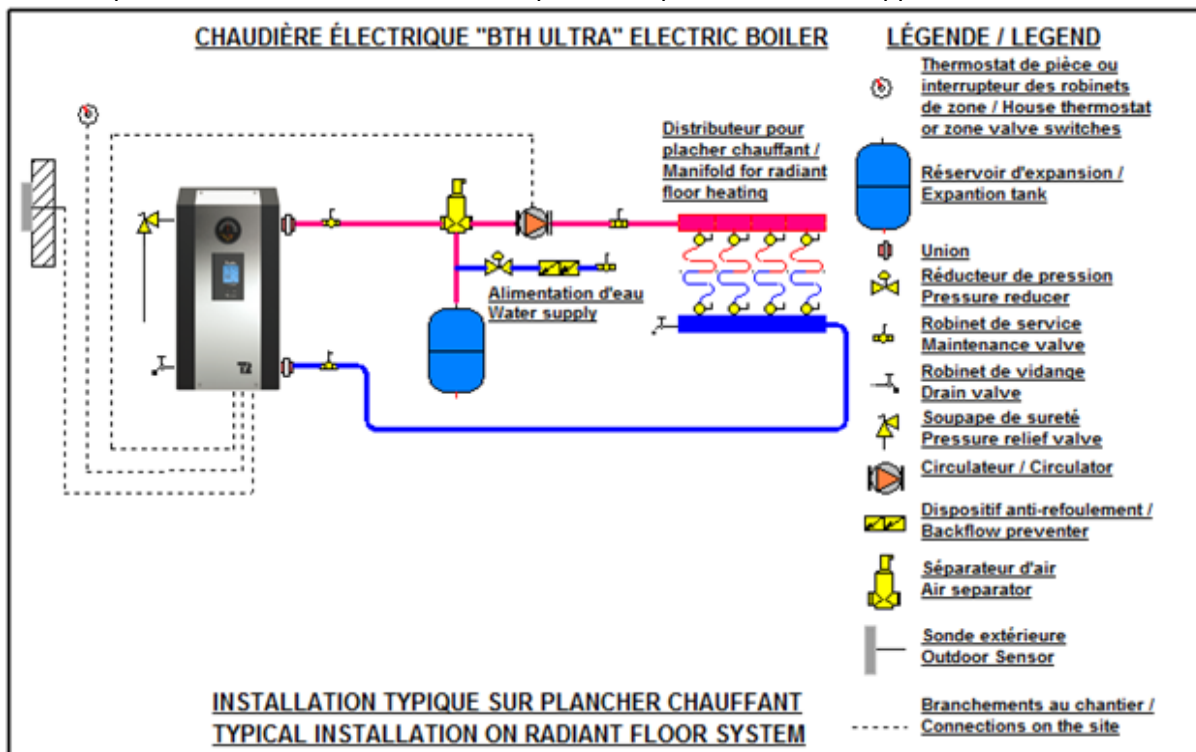 CHAUDIÈRE ÉLECTRIQUE "BTH ULTRA" ELECTRIC BOILER
LÉGENDE / LEGEND
Thermostat de pièce ou
interrupteur des robinets
de zone / House thermostat
or zone valve switches
Distributeur pour
placher chauffant /
Manifold for radiant
floor heating
Réservoir d'expansion /
Expantion tank
Union
Réducteur de pression
Pressure reducer
Alimentation d'eau
Water supply
Robinet de service
Maintenance valve
Robinet de vidange
Drain valve
Soupape de sureté
Pressure relief valve
Circulateur / Circulator
Dispositif anti-refoulement /
Backflow preventer
Séparateur d'air
Air separator
Sonde extérieure
Outdoor Sensor
Branchements au chantier /
Connections on the site
INSTALLATION TYPIQUE SUR PLANCHER CHAUFFANT
TYPICAL INSTALLATION ON RADIANT FLOOR SYSTEM